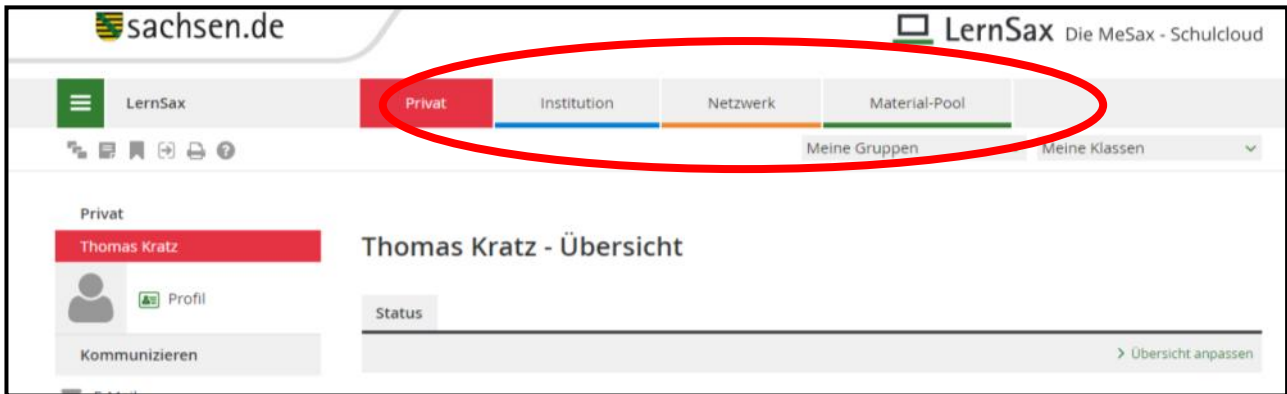 sachsen.de
LernSax Die MeSax - Schulcloud
LernSax
Privat Institution Netzwerk Material-Pool
Meine Gruppen Meine Klassen
Privat
Thomas Kratz
Thomas Kratz - Übersicht
Profil
Status
Kommunizieren
Übersicht anpassen